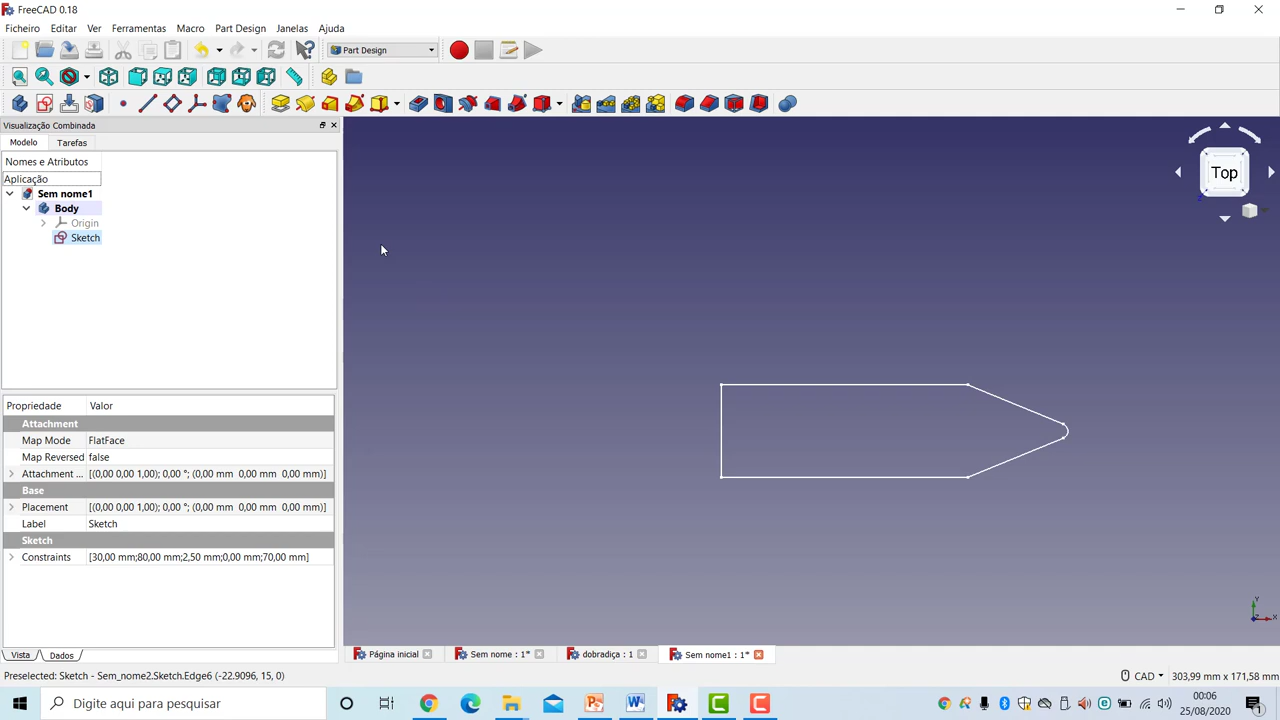 FreeCAD 0.18
Ficheiro Editar Ver Ferramentas Macro Part Design Janelas Ajuda
Part Design
Visualização Combinada
Modelo Tarefas
Nomes e Atributos
Aplicação
Sem nome1
Body
Origin
Sketch
Top
Propriedade Valor
Attachment
Map Mode FlatFace
Map Reversed false
Attachment ... [(0,00 0,00 1,00); 0,00 °; (0,00 mm 0,00 mm 0,00 mm)]
Base
Placement [(0,00 0,00 1,00); 0,00 °; (0,00 mm 0,00 mm 0,00 mm)]
Label Sketch
Sketch
Constraints [30,00 mm;80,00 mm;2,50 mm;0,00 mm;70,00 mm]
Y
X
Vista Dados
Página inicial Sem nome : 1* dobradiça : 1 Sem nome1 : 1*
Preselected: Sketch - Sem_nome2.Sketch.Edge6 (-22.9096, 15, 0) CAD 303,99 mm x 171,58 mm
Digite aqui para pesquisar
00:06
25/08/2020
1